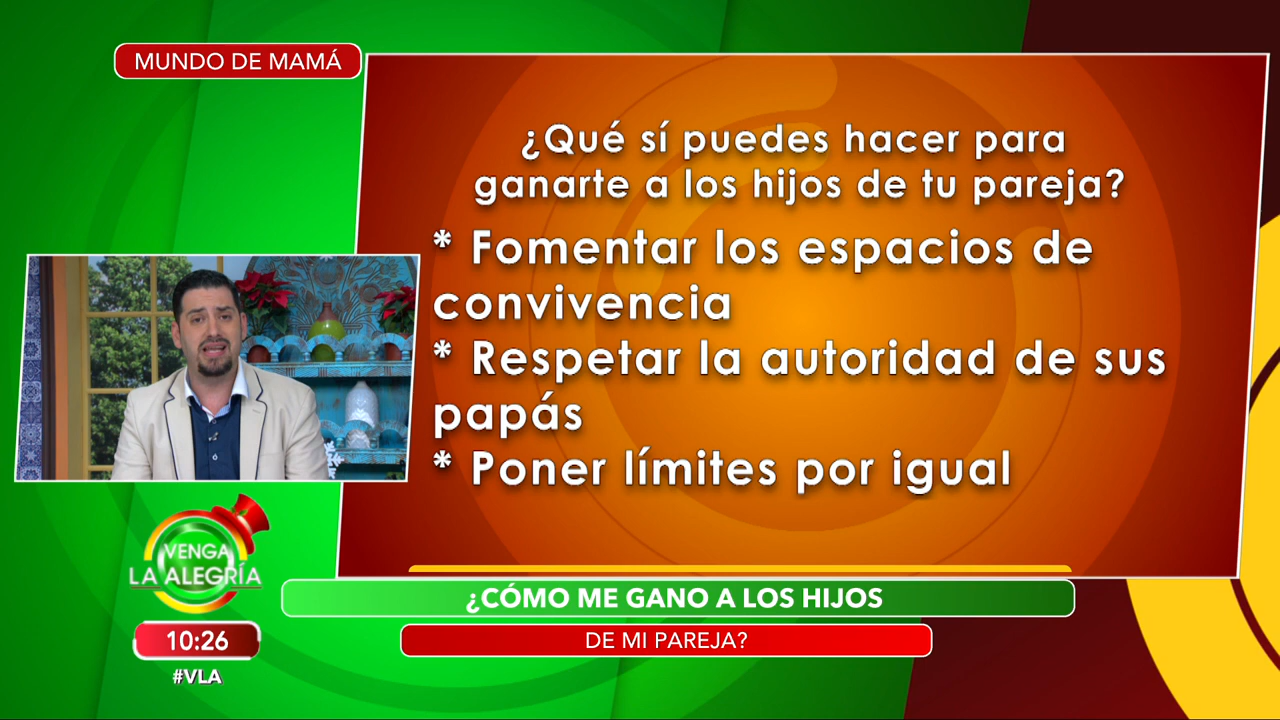 MUNDO DE MAMÁ
¿Qué sí puedes hacer para
ganarte a los hijos de tu pareja?
* Fomentar los espacios de
convivencia
* Respetar la autoridad de sus
papás
* Poner límites por igual
VENGA
LA ALEGRÍA
¿CÓMO ME GANO A LOS HIJOS
DE MI PAREJA?
10:26
#VLA